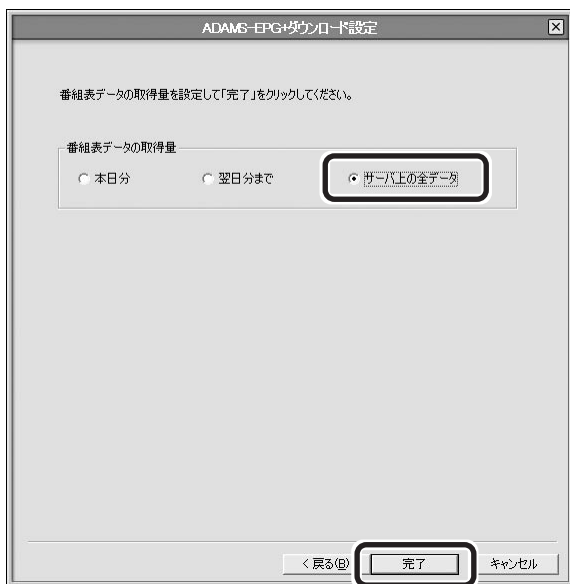 ADAMS-EPG+ダウンロード設定
番組表データの取得量を設定して「完了」をクリックしてください。
番組表データの取得量
本日分 翌日分まで サーバ上の全データ
< 戻る(B) 完了 キャンセル